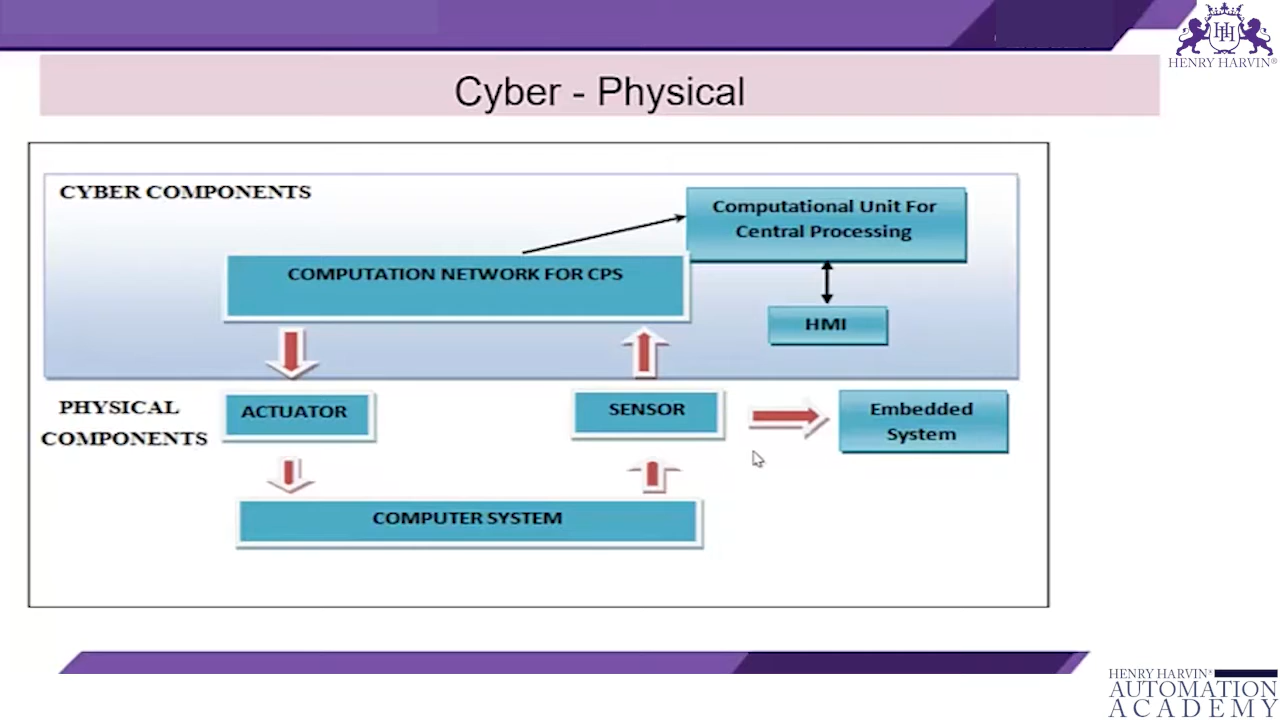 HENRY HARVIN®
Cyber - Physical
CYBER COMPONENTS
Computational Unit For
Central Processing
COMPUTATION NETWORK FOR CPS
HMI
PHYSICAL
COMPONENTS
ACTUATOR
SENSOR
Embedded
System
COMPUTER SYSTEM
HENRY HARVIN®
AUTOMATION
ACADEMY